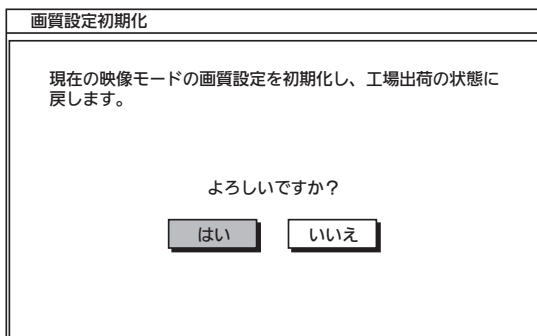 画質設定初期化
現在の映像モードの画質設定を初期化し、工場出荷の状態に
戻します。
よろしいですか？
はい
いいえ